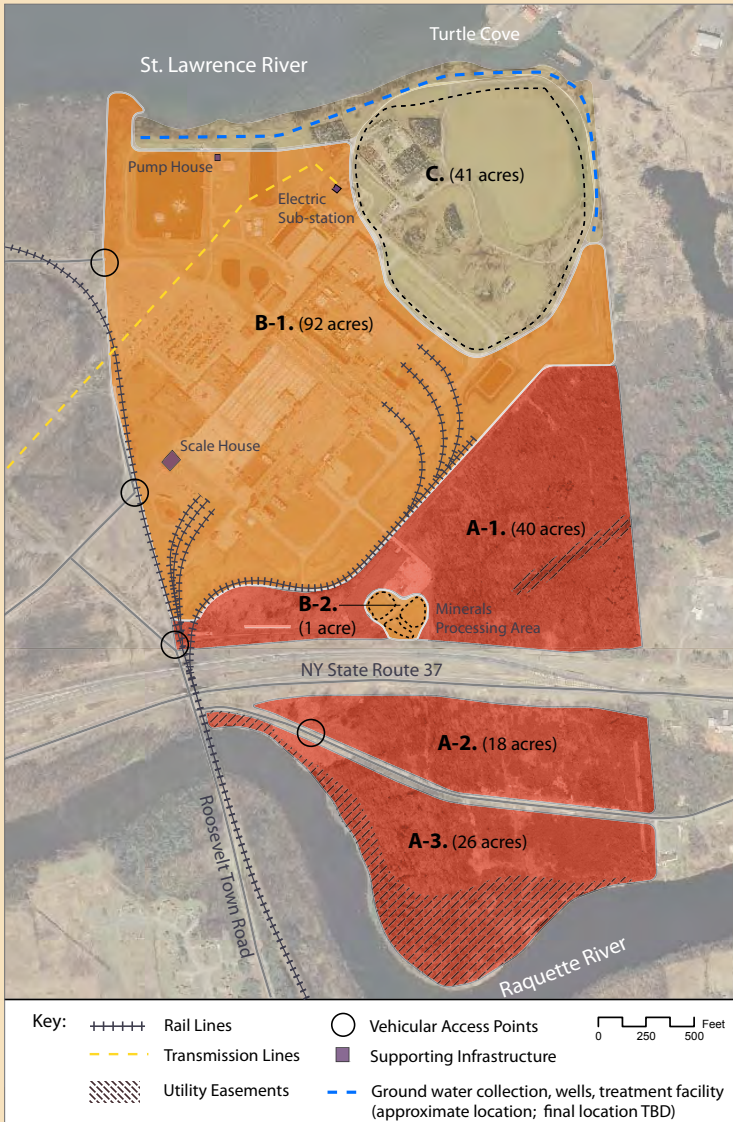 Turtle Cove
St. Lawrence River
Pump House
C. (41 acres)
Electric
Sub-station
B-1. (92 acres)
Scale House
A-1. (40 acres)
B-2.
(1 acre)
Minerals
Processing Area
NY State Route 37
A-2. (18 acres)
A-3. (26 acres)
Roosevelt Town Road
Raquette River
Key:
Rail Lines
Vehicular Access Points
Feet
0 250 500
Transmission Lines
Supporting Infrastructure
Utility Easements
Ground water collection, wells, treatment facility
(approximate location; final location TBD)